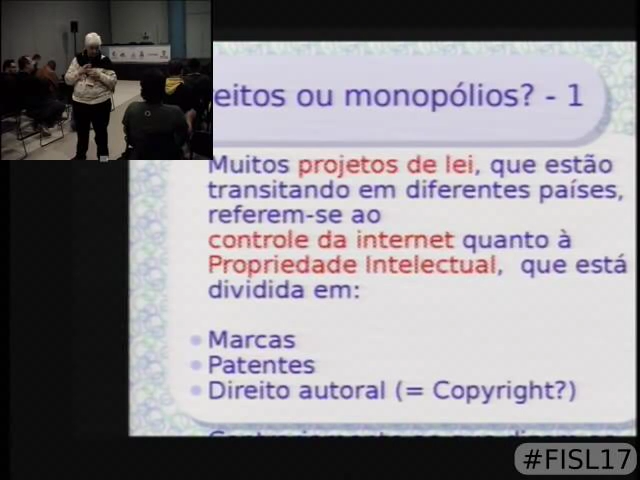 eitos ou monopólios? - 1
Muitos projetos de lei, que estão
transitando em diferentes países,
referem-se ao
controle da internet quanto à
Propriedade Intelectual,  que está
dividida em:
Marcas
Patentes
Direito autoral (= Copyright?)
#FISL17